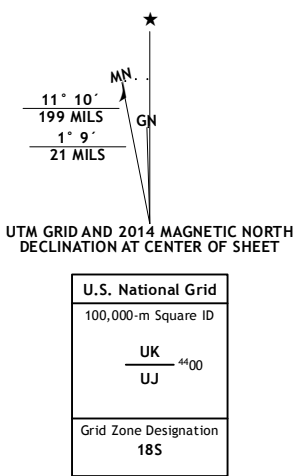 ★
MN
11° 10´
199 MILS
GN
1° 9´
21 MILS
UTM GRID AND 2014 MAGNETIC NORTH
DECLINATION AT CENTER OF SHEET
U.S. National Grid
100,000-m Square ID
UK
4400
UJ
Grid Zone Designation
18S